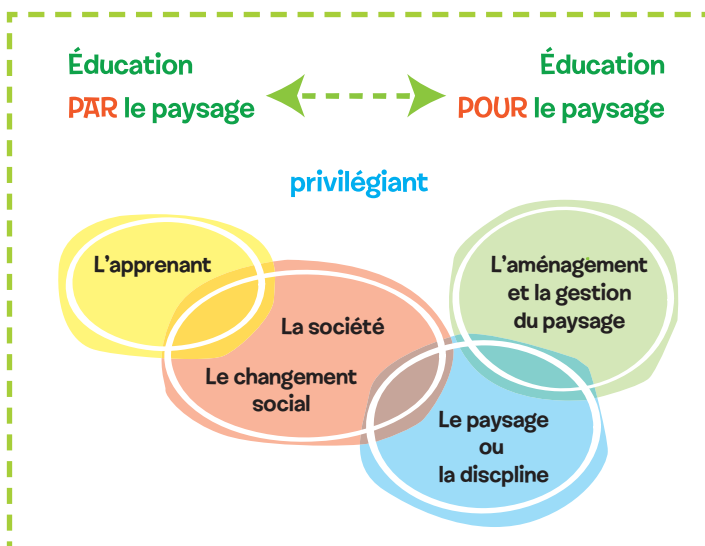 Éducation
PAR le paysage
Éducation
POUR le paysage
privilégiant
L'apprenant
La société
Le changement
social
L'aménagement
et la gestion
du paysage
Le paysage
ou
la discpline